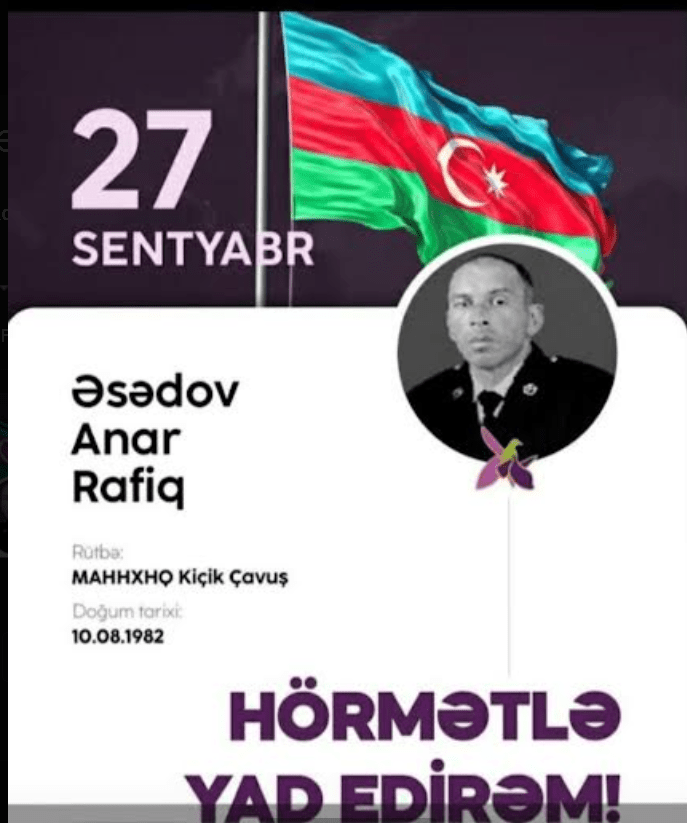 27
SENTYABR
Əsədov
Anar
Rafiq
Rütbə:
MAHHXHQ Kiçik Çavuş
Doğum tarixi:
10.08.1982
HÖRMƏTLƏ
YAD EDİRƏM!